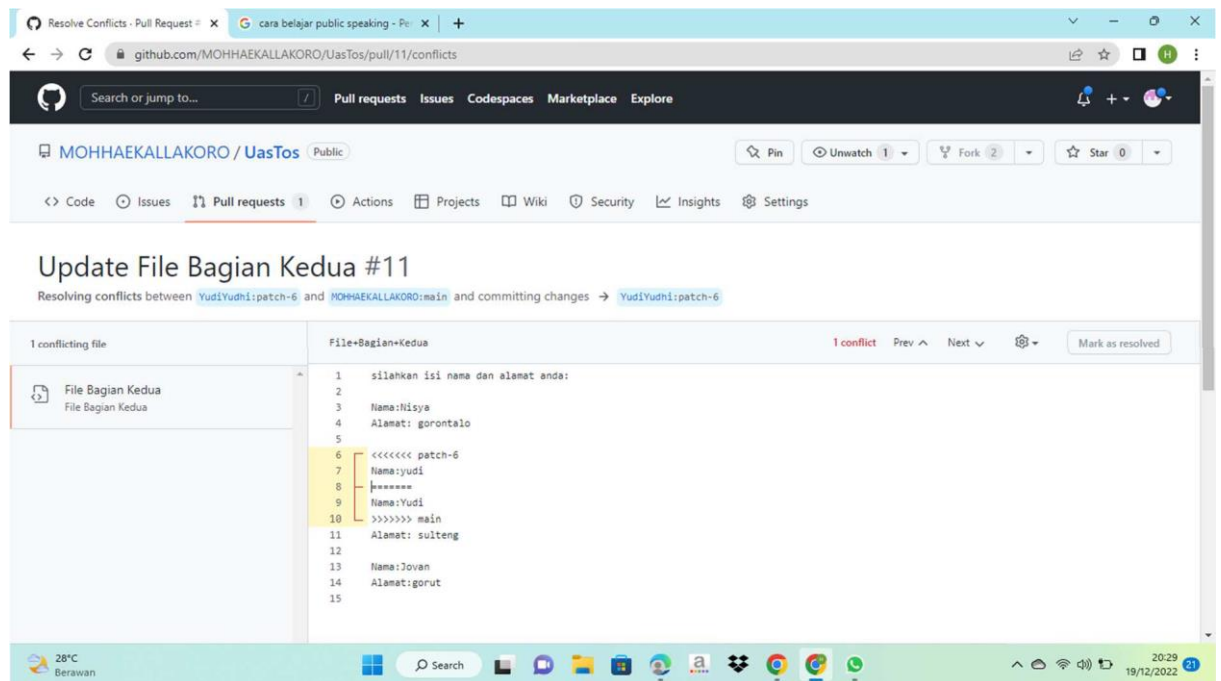 Resolve Conflicts · Pull Request #
cara belajar public speaking - Pe
github.com/MOHHAEKALLAKORO/UasTos/pull/11/conflicts
H
Search or jump to... /
Pull requests Issues Codespaces Marketplace Explore
MOHHAEKALLAKORO / UasTos Public
Pin Unwatch 1 Fork 2 Star 0
<> Code Issues Pull requests 1 Actions Projects Wiki Security Insights Settings
Update File Bagian Kedua #11
Resolving conflicts between YudiYudhi:patch-6 and MOHHAEKALLAKORO:main and committing changes → YudiYudhi:patch-6
1 conflicting file
File Bagian Kedua
File Bagian Kedua
File+Bagian+Kedua
1 conflict Prev Next Mark as resolved
1 silahkan isi nama dan alamat anda:
2
3 Nama:Nisya
4 Alamat: gorontalo
5
6 <<<<<<< patch-6
7 Nama:yudi
8 =======
9 Nama:Yudi
10 >>>>>>> main
11 Alamat: sulteng
12
13 Nama:Jovan
14 Alamat:gorut
15
28°C
Berawan
Search
20:29
19/12/2022
21